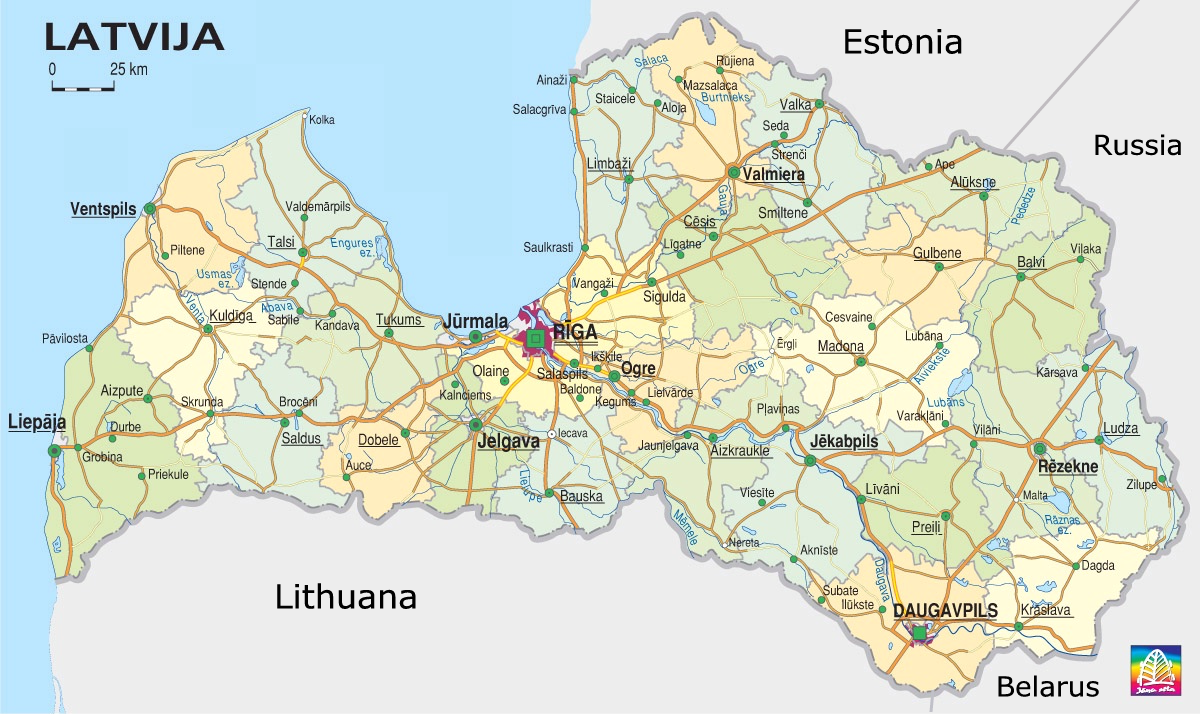 LATVIJA
0 25 km
Estonia
Russia
Lithuana
Belarus
Ainaži
Salacgrīva
Staicele
Salaca
Mazsalaca
Rūjiena
Burtnieks
Aloja
Valka
Seda
Strenči
Limbaži
Valmiera
Gauja
Smiltene
Ape
Alūksne
Pededze
Kolka
Ventspils
Piltene
Valdemārpils
Talsi
Engures
ez.
Usmas
ez.
Stende
Venta
Abava
Sabile
Kandava
Kuldīga
Tukums
Saulkrasti
Cēsis
Līgatne
Vangaži
Sigulda
Gulbene
Balvi
Viļaka
Pāvilosta
Jūrmala
RĪGA
Cesvaine
Ērgļi
Madona
Lubāna
Aiviekste
Aizpute
Skrunda
Brocēni
Saldus
Durbe
Liepāja
Grobiņa
Priekule
Olaine
Kalnciems
Salaspils
Ikšķile
Ogre
Baldone
Ķegums
Lielvārde
Ogre
Pļaviņas
Varakļāni
Lubāns
Kārsava
Dobele
Auce
Jelgava
Iecava
Lielupe
Bauska
Jaunjelgava
Aizkraukle
Jēkabpils
Viļāni
Ludza
Rēzekne
Malta
Zilupe
Rāznas
ez.
Viesīte
Līvāni
Preiļi
Mēmele
Nereta
Aknīste
Daugava
Subate
Ilūkste
DAUGAVPILS
Krāslava
Dagda
Jāņa sēta